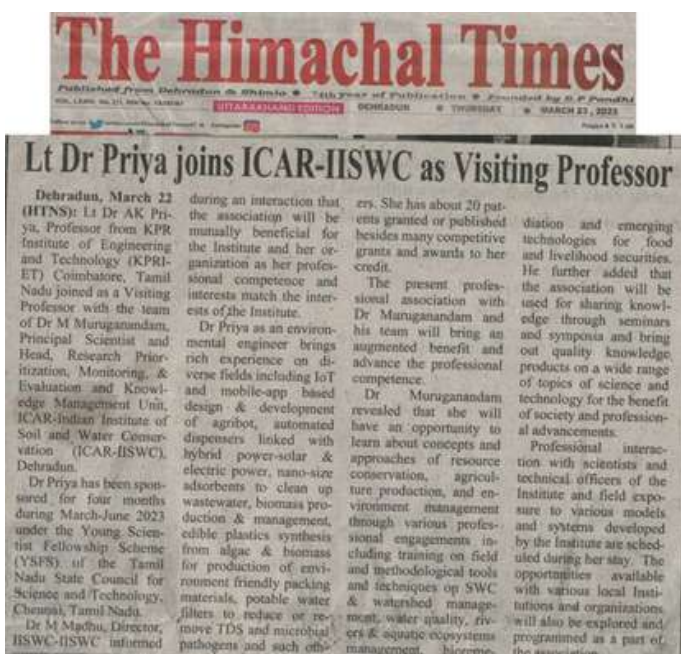 The Himachal Times
Published from Dehradun & Shimla * 74th year of Publication * Founded by S.P Pandhi
UTTARAKHAND EDITION DEHRADUN * THURSDAY * MARCH 23, 2023
Lt Dr Priya joins ICAR-IISWC as Visiting Professor
Dehradun, March 22
(HTNS): Lt Dr AK Pri-
ya, Professor from KPR
Institute of Engineering
and Technology (KPRI-
ET) Coimbatore, Tamil
Nadu joined as a Visiting
Professor with the team
of Dr M Muruganandam,
Principal Scientist and
Head, Research Prior-
itization, Monitoring, &
Evaluation and Knowl-
edge Management Unit,
ICAR-Indian Institute of
Soil and Water Conser-
vation (ICAR-IISWC),
Dehradun.
Dr Priya has been spon-
sored for four months
during March-June 2023
under the Young Scien-
tist Fellowship Scheme
(YSFS) of the Tamil
Nadu State Council for
Science and Technology,
Chennai, Tamil Nadu.
Dr M Madhu, Director,
IISWC-IISWC informed
during an interaction that
the association will be
mutually beneficial for
the Institute and her or-
ganization as her profes-
sional competence and
interests match the inter-
ests of the Institute.
Dr Priya as an environ-
mental engineer brings
rich experience on di-
verse fields including IoT
and mobile-app based
design & development
of agribot, automated
dispensers linked with
hybrid power-solar &
electric power, nano-size
adsorbents to clean up
wastewater, biomass pro-
duction & management,
edible plastics synthesis
from algae & biomass
for production of envi-
ronment friendly packing
materials, potable water
filters to reduce or re-
move TDS and microbial
pathogens and such oth-
ers. She has about 20 pat-
ents granted or published
besides many competitive
grants and awards to her
credit.
The present profes-
sional association with
Dr Muruganandam and
his team will bring an
augmented benefit and
advance the professional
competence.
Dr Muruganandam
revealed that she will
have an opportunity to
learn about concepts and
approaches of resource
conservation, agricul-
ture production, and en-
vironment management
through various profes-
sional engagements in-
cluding training on field
and methodological tools
and techniques op SWC
& watershed manage-
ment, water quality, riv-
ers & aquatic ecosystems
management, bioreme-
diation and emerging
technologies for food
and livelihood securities.
He further added that
the association will be
used for sharing knowl-
edge through seminars
and symposia and bring
out quality knowledge
products on a wide range
of topics of science and
technology for the benefit
of society and profession-
al advancements.
Professional interac-
tion with scientists and
technical officers of the
Institute and field expo-
sure to various models
and systems developed
by the Institute are sched-
uled during her stay. The
opportunities available
with various local Insti-
tutions and organizations
will also be explored and
programmed as a part of
the association.